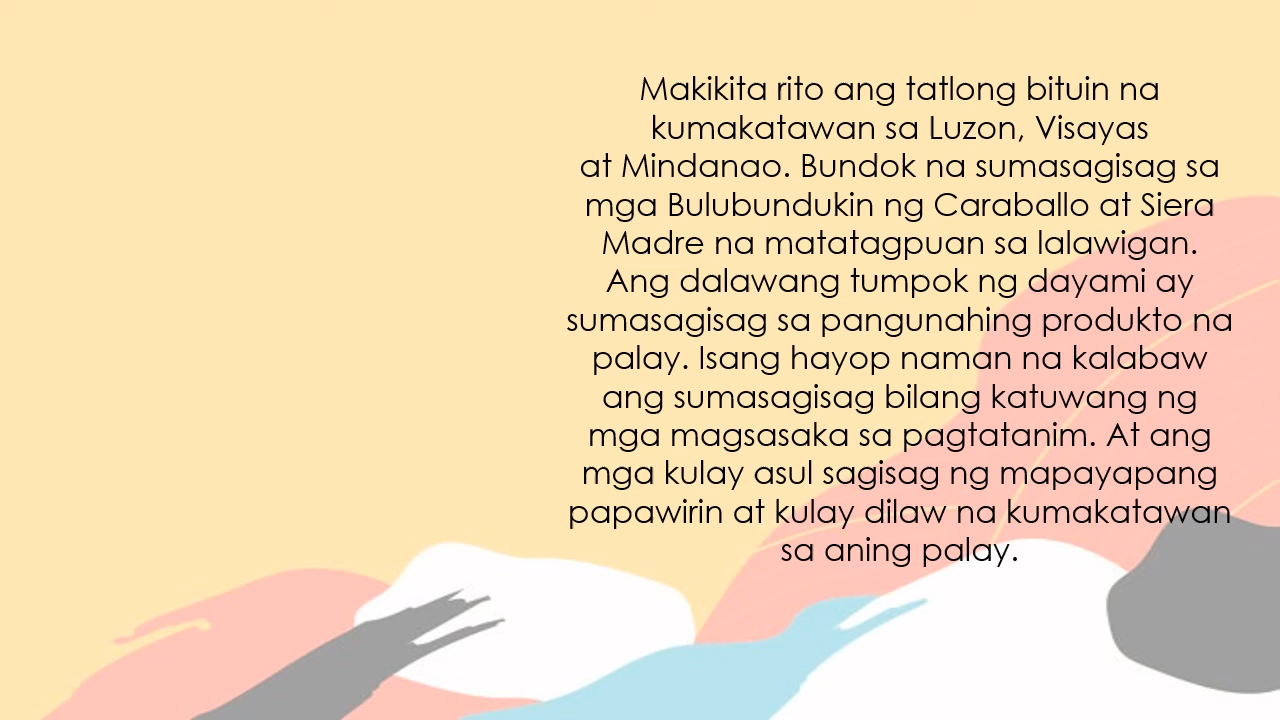 Makikita rito ang tatlong bituin na
kumakatawan sa Luzon, Visayas
at Mindanao. Bundok na sumasagisag sa
mga Bulubundukin ng Caraballo at Siera
Madre na matatagpuan sa lalawigan.
Ang dalawang tumpok ng dayami ay
sumasagisag sa pangunahing produkto na
palay. Isang hayop naman na kalabaw
ang sumasagisag bilang katuwang ng
mga magsasaka sa pagtatanim. At ang
mga kulay asul sagisag ng mapayapang
papawirin at kulay dilaw na kumakatawan
sa aning palay.